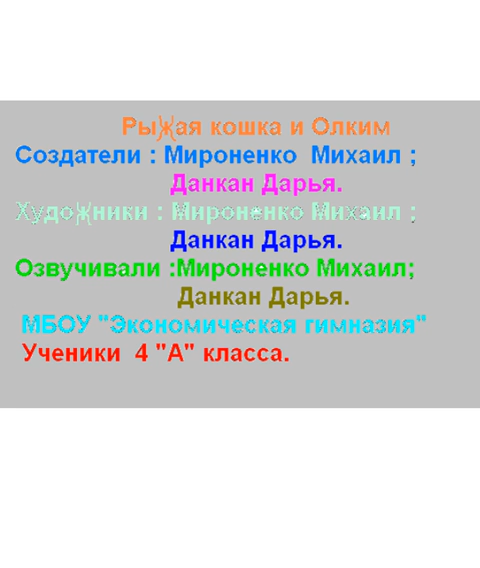 Рыжая кошка и Олким
Создатели : Мироненко Михаил ;
Данкан Дарья.
Художники : Мироненко Михаил ;
Данкан Дарья.
Озвучивали :Мироненко Михаил;
Данкан Дарья.
МБОУ "Экономическая гимназия"
Ученики 4 "А" класса.